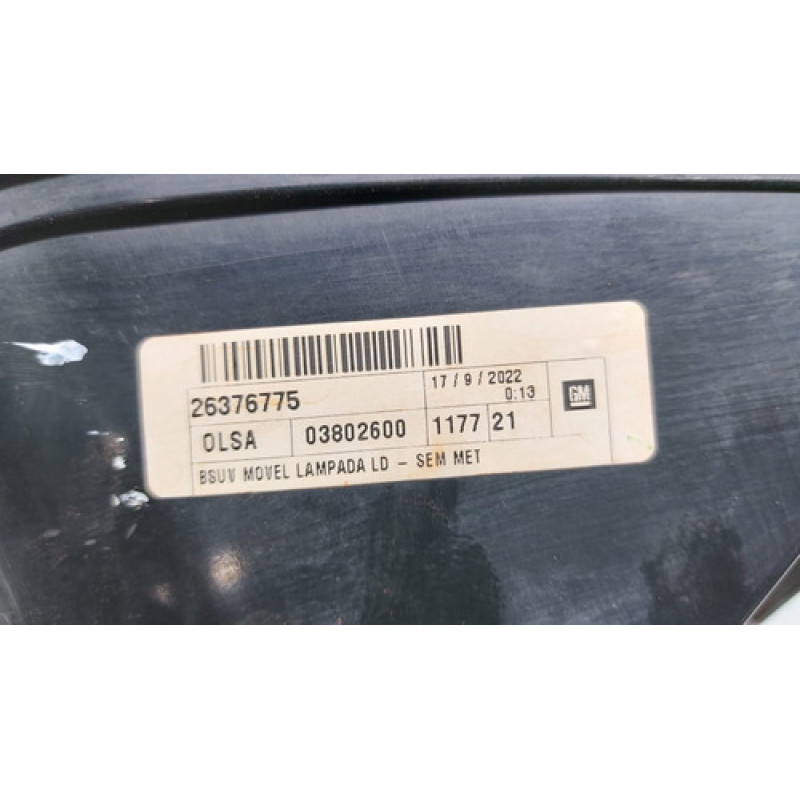 26376775
17 / 9 / 2022
0:13
GM
OLSA 03802600 1177 21
BSUV MOVEL LAMPADA LD - SEM MET